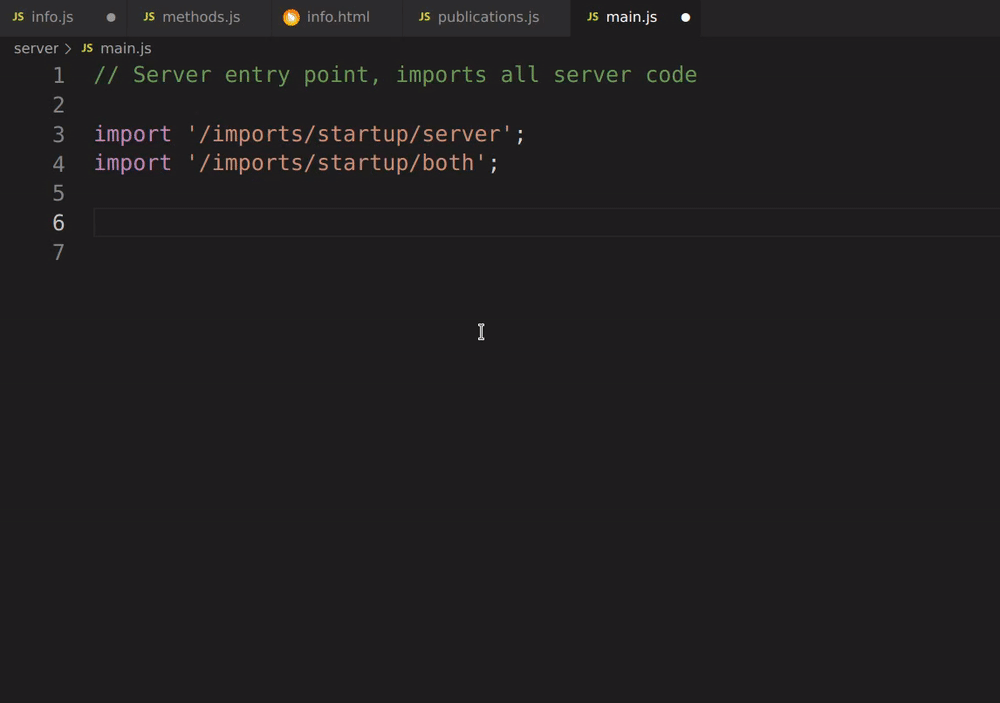 JS info.js JS methods.js info.html JS publications.js JS main.js
server > JS main.js
1 // Server entry point, imports all server code
2
3 import '/imports/startup/server';
4 import '/imports/startup/both';
5
6
7